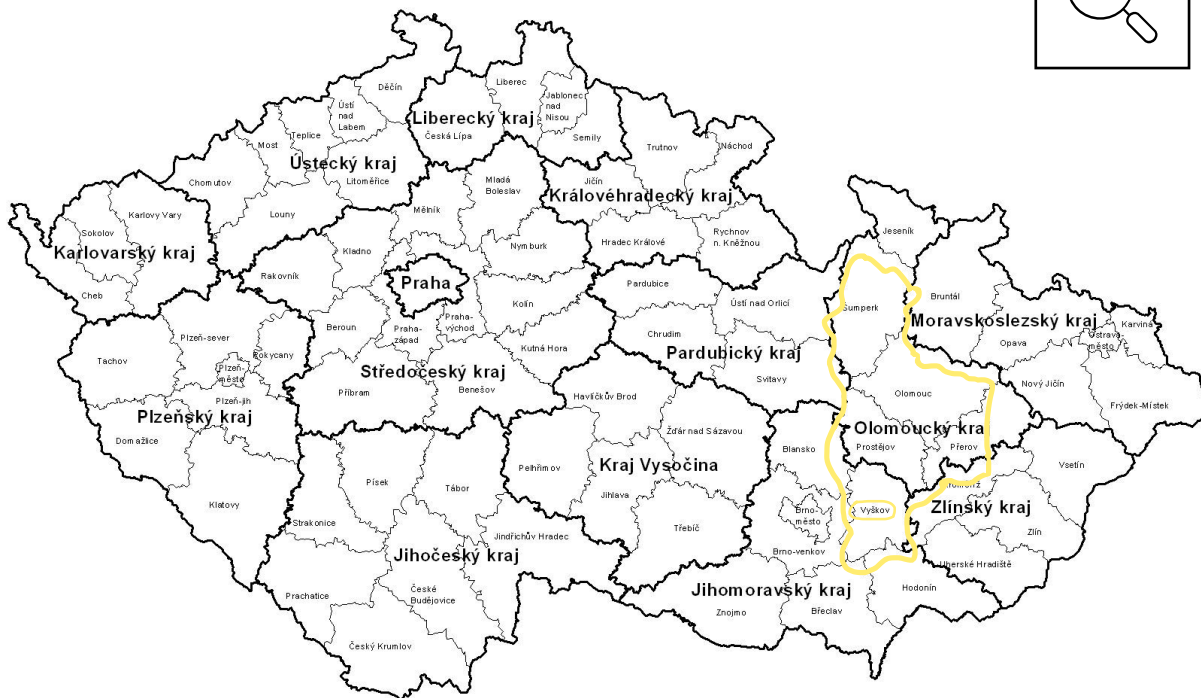 Děčín
Liberec
Ústí
nad
Labem
Jablonec
nad
Nisou
Liberecký kraj
Česká Lípa
Teplice
Most
Semily
Trutnov
Náchod
Ústecký kraj
Litoměřice
Chomutov
Mladá
Boleslav
Jičín
Královéhradecký kraj
Karlovy Vary
Louny
Mělník
Sokolov
Karlovarský kraj
Kladno
Nymburk
Hradec Králové
Rychnov
n. Kněžnou
Jeseník
Rakovník
Praha
Cheb
Pardubice
Kolín
Ústí nad Orlicí
Šumperk
Bruntál
Beroun
Praha-
západ
Praha-
východ
Chrudim
Moravskoslezský kraj
Karviná
Ostrava-
město
Opava
Plzeň-sever
Rokycany
Tachov
Plzeň-
město
Kutná Hora
Pardubický kraj
Středočeský kraj
Svitavy
Příbram
Benešov
Nový Jičín
Olomouc
Havlíčkův Brod
Frýdek-Místek
Plzeň-jih
Plzeňský kraj
Domažlice
Olomoucký kra
Žďár nad Sázavou
Prostějov
Přerov
Blansko
Písek
Tábor
Pelhřimov
Kraj Vysočina
Vsetín
Klatovy
Jihlava
Zlínský kraj
Strakonice
Třebíč
Brno-
město
Vyškov
Jindřichův Hradec
Zlín
Jihočeský kraj
Brno-venkov
Uherské Hradiště
Prachatice
České
Budějovice
Jihomoravský kraj
Hodonín
Znojmo
Břeclav
Český Krumlov